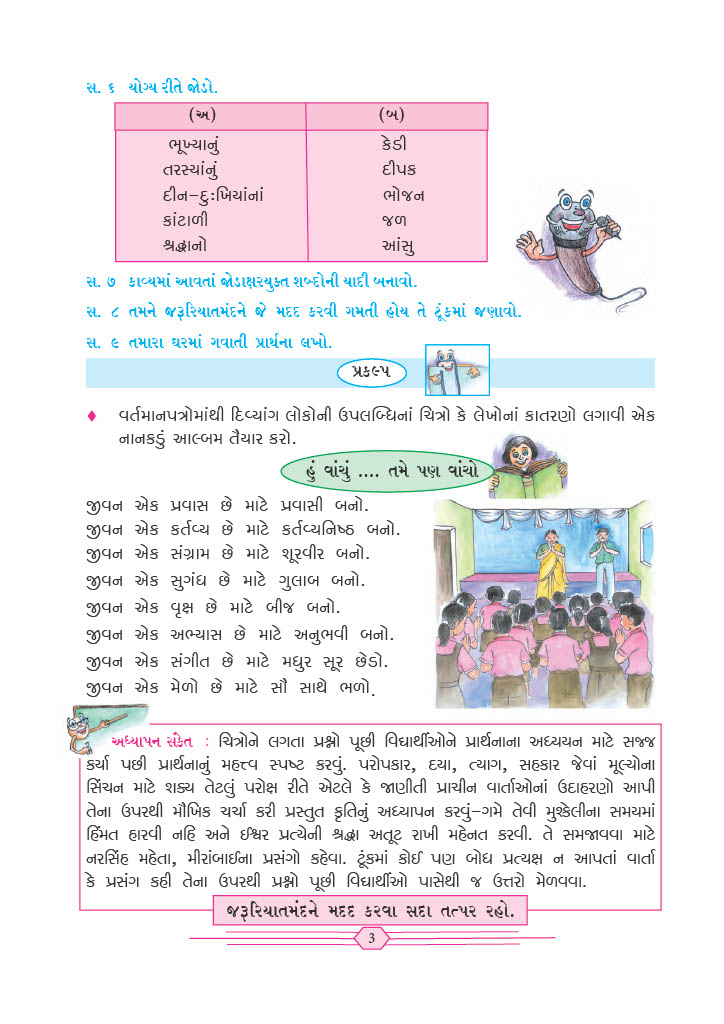 સ. ૬ યોગ્ય રીતે જોડો.
(અ) (બ)
ભૂખ્યાનું કેડી
તરસ્યાંનું દીપક
દીન–દુઃખિયાંનાં ભોજન
કાંટાળી જળ
શ્રદ્ધાનો આંસુ
સ. ૭ કાવ્યમાં આવતાં જોડાક્ષરયુક્ત શબ્દોની યાદી બનાવો.
સ. ૮ તમને જરૂરિયાતમંદને જે મદદ કરવી ગમતી હોય તે ટૂંકમાં જણાવો.
સ. ૯ તમારા ઘરમાં ગવાતી પ્રાર્થના લખો.
પ્રકલ્પ
♦ વર્તમાનપત્રોમાંથી દિવ્યાંગ લોકોની ઉપલબ્ધિનાં ચિત્રો કે લેખોનાં કાતરણો લગાવી એક
નાનકડું આલ્બમ તૈયાર કરો.
હું વાંચું .... તમે પણ વાંચો
જીવન એક પ્રવાસ છે માટે પ્રવાસી બનો.
જીવન એક કર્તવ્ય છે માટે કર્તવ્યનિષ્ઠ બનો.
જીવન એક સંગ્રામ છે માટે શૂરવીર બનો.
જીવન એક સુગંધ છે માટે ગુલાબ બનો.
જીવન એક વૃક્ષ છે માટે બીજ બનો.
જીવન એક અભ્યાસ છે માટે અનુભવી બનો.
જીવન એક સંગીત છે માટે મધુર સૂર છેડો.
જીવન એક મેળો છે માટે સૌ સાથે ભળો.
અધ્યાપન સંકેત : ચિત્રોને લગતા પ્રશ્નો પૂછી વિદ્યાર્થીઓને પ્રાર્થનાના અધ્યયન માટે સજ્જ
કર્યા પછી પ્રાર્થનાનું મહત્ત્વ સ્પષ્ટ કરવું. પરોપકાર, દયા, ત્યાગ, સહકાર જેવાં મૂલ્યોના
સિંચન માટે શક્ય તેટલું પરોક્ષ રીતે એટલે કે જાણીતી પ્રાચીન વાર્તાઓનાં ઉદાહરણો આપી
તેના ઉપરથી મૌખિક ચર્ચા કરી પ્રસ્તુત કૃતિનું અધ્યાપન કરવું–ગમે તેવી મુશ્કેલીના સમયમાં
હિંમત હારવી નહિ અને ઈશ્વર પ્રત્યેની શ્રદ્ધા અતૂટ રાખી મહેનત કરવી. તે સમજાવવા માટે
નરસિંહ મહેતા, મીરાંબાઈના પ્રસંગો કહેવા. ટૂંકમાં કોઈ પણ બોધ પ્રત્યક્ષ ન આપતાં વાર્તા
કે પ્રસંગ કહી તેના ઉપરથી પ્રશ્નો પૂછી વિદ્યાર્થીઓ પાસેથી જ ઉત્તરો મેળવવા.
જરૂરિયાતમંદને મદદ કરવા સદા તત્પર રહો.
3